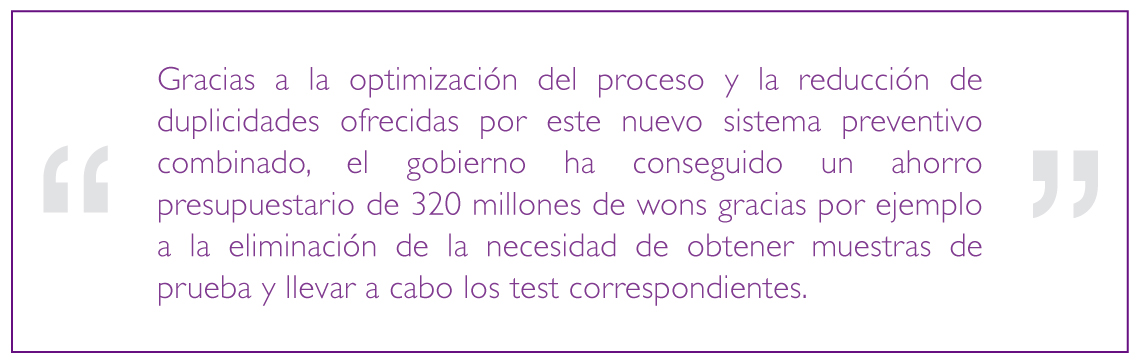 Gracias a la optimización del proceso y la reducción de
duplicidades ofrecidas por este nuevo sistema preventivo
combinado, el gobierno ha conseguido un ahorro
presupuestario de 320 millones de wons gracias por ejemplo
a la eliminación de la necesidad de obtener muestras de
prueba y llevar a cabo los test correspondientes.